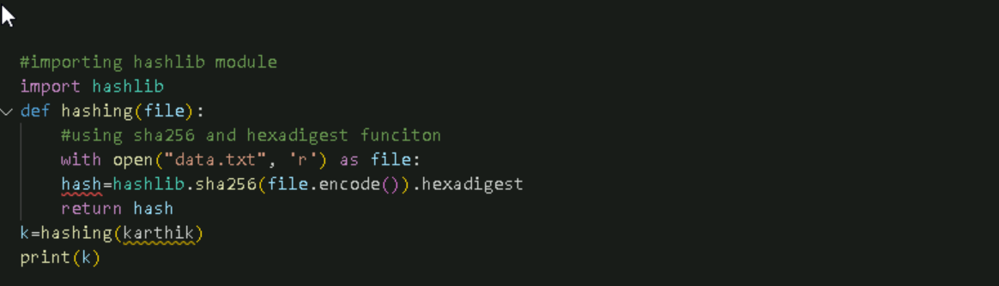 #importing hashlib module
import hashlib
def hashing(file):
#using sha256 and hexadigest funciton
with open("data.txt", 'r') as file:
hash=hashlib.sha256(file.encode()).hexadigest
return hash
k=hashing(karthik)
print(k)